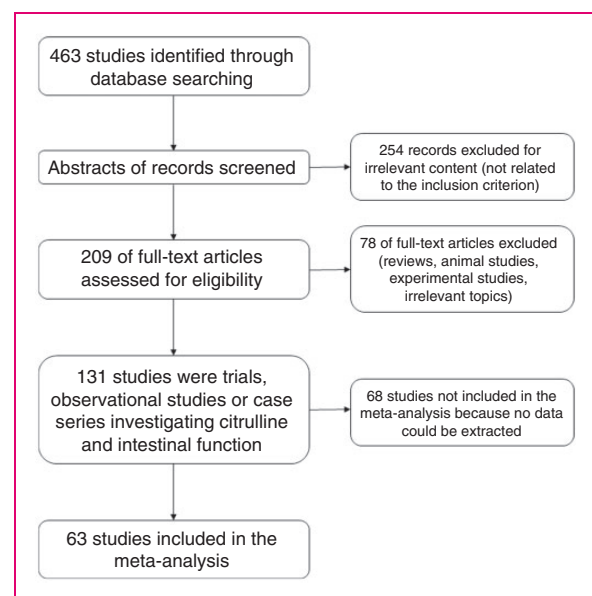 463 studies identified through
database searching
Abstracts of records screened
254 records excluded for
irrelevant content (not related
to the inclusion criterion)
209 of full-text articles
assessed for eligibility
78 of full-text articles excluded
(reviews, animal studies,
experimental studies,
irrelevant topics)
131 studies were trials,
observational studies or case
series investigating citrulline
and intestinal function
68 studies not included in the
meta-analysis because no data
could be extracted
63 studies included in the
meta-analysis